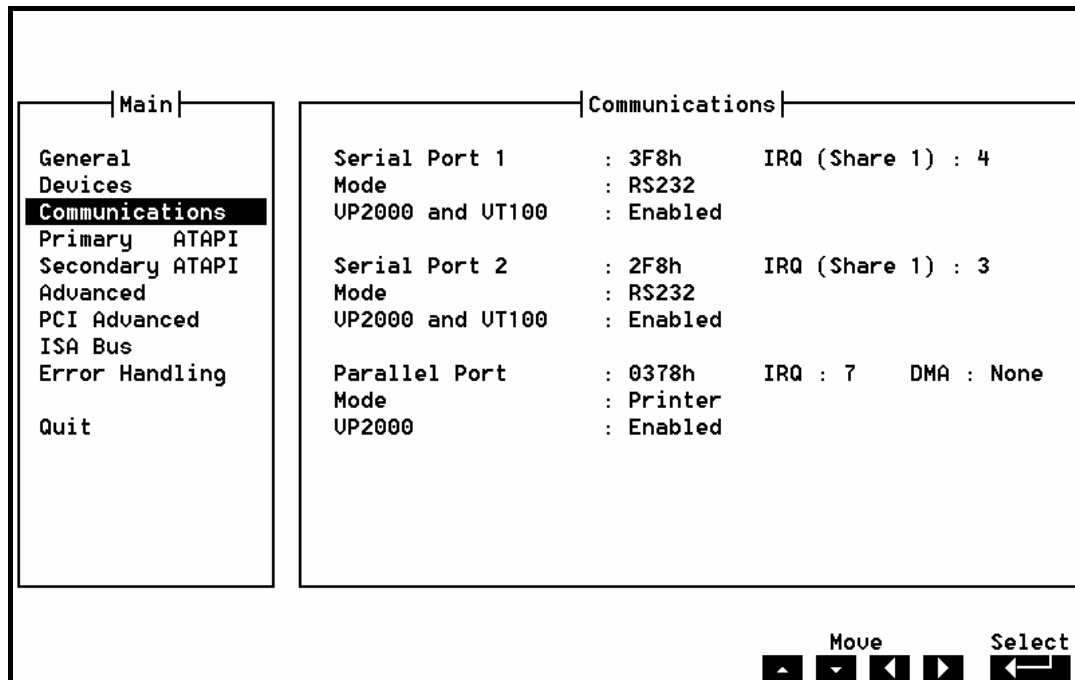 Main
General
Devices
Communications
Primary ATAPI
Secondary ATAPI
Advanced
PCI Advanced
ISA Bus
Error Handling
Quit
Communications
Serial Port 1 : 3F8h IRQ (Share 1) : 4
Mode : RS232
VP2000 and VT100 : Enabled
Serial Port 2 : 2F8h IRQ (Share 1) : 3
Mode : RS232
VP2000 and VT100 : Enabled
Parallel Port : 0378h IRQ : 7 DMA : None
Mode : Printer
VP2000 : Enabled
Move Select